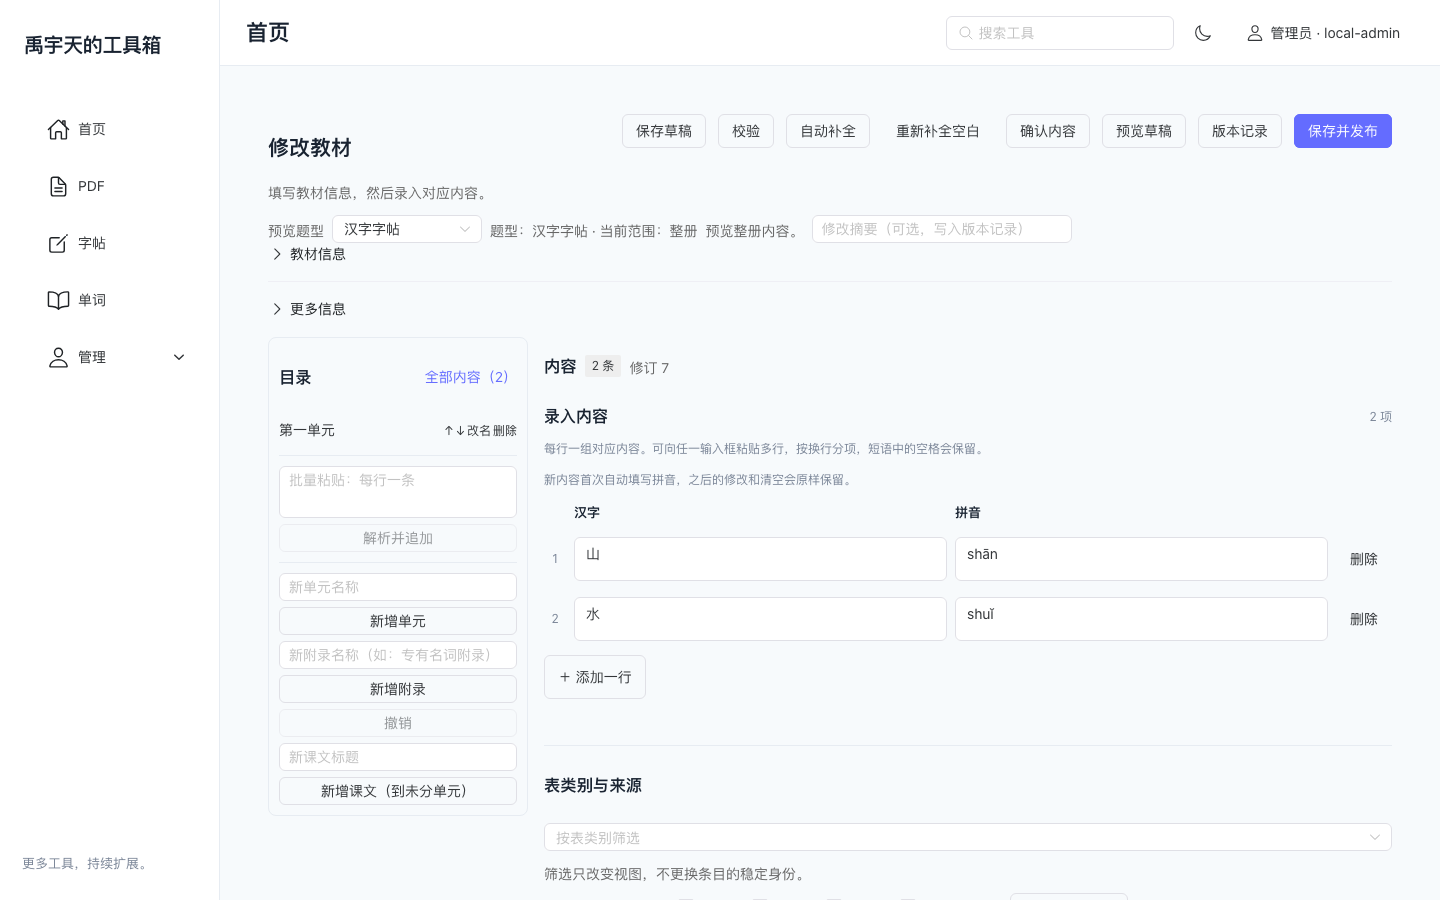 禹宇天的工具箱
首页
PDF
字帖
单词
管理
更多工具，持续扩展。
首页
搜索工具
管理员 · local-admin
修改教材
保存草稿
校验
自动补全
重新补全空白
确认内容
预览草稿
版本记录
保存并发布
填写教材信息，然后录入对应内容。
预览题型 汉字字帖 题型：汉字字帖 · 当前范围：整册 预览整册内容。 修改摘要（可选，写入版本记录）
教材信息
更多信息
目录 全部内容（2）
第一单元 ↑ ↓ 改名 删除
批量粘贴：每行一条
解析并追加
新单元名称
新增单元
新附录名称（如：专有名词附录）
新增附录
撤销
新课文标题
新增课文（到未分单元）
内容 2 条 修订 7
录入内容 2 项
每行一组对应内容。可向任一输入框粘贴多行，按换行分项，短语中的空格会保留。
新内容首次自动填写拼音，之后的修改和清空会原样保留。
汉字 拼音
1 山 shān 删除
2 水 shuǐ 删除
+ 添加一行
表类别与来源
按表类别筛选
筛选只改变视图，不更换条目的稳定身份。